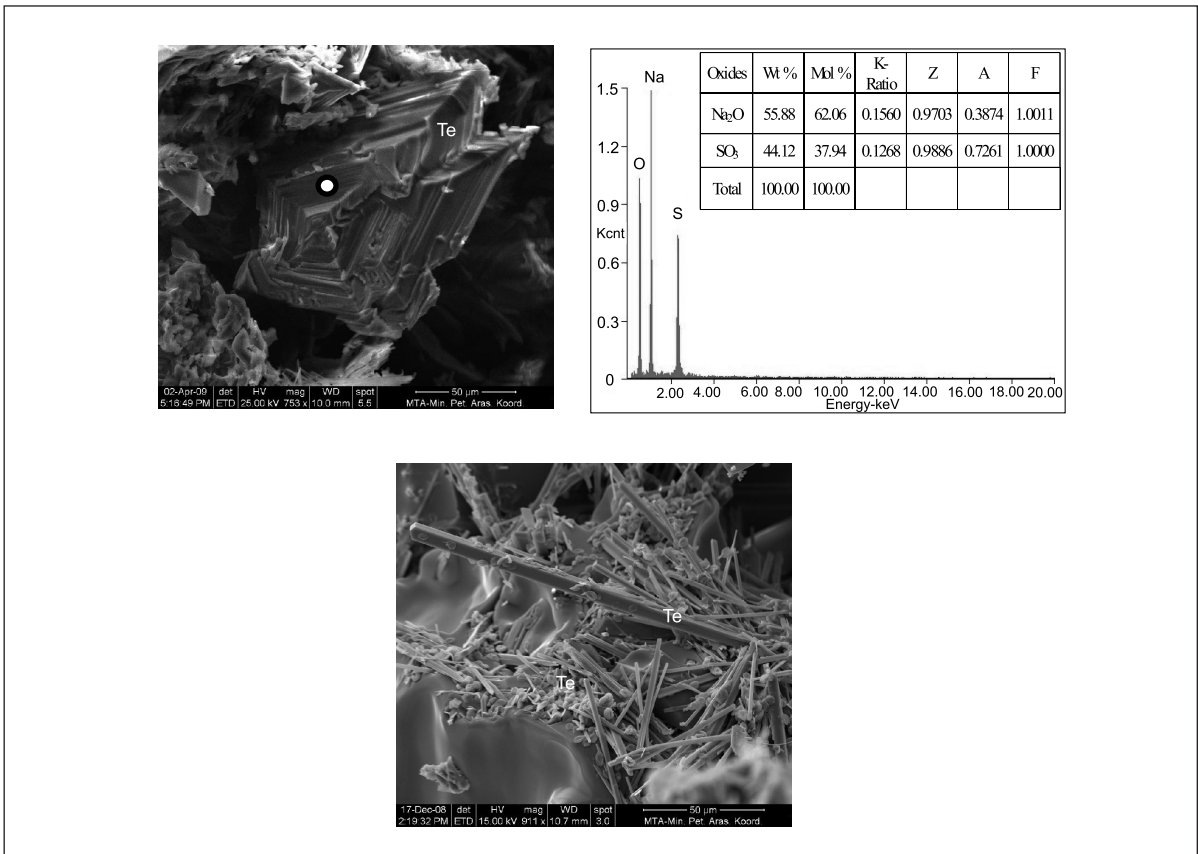 Te
02-Apr-09 det HV mag WD spot
5:16:49 PM ETD 25.00 kV 753 x 10.0 mm 5.5
50 µm
MTA-Min. Pet. Aras. Koord.
Oxides Wt % Mol % K-Ratio Z A F
Na₂O 55.88 62.06 0.1560 0.9703 0.3874 1.0011
SO₃ 44.12 37.94 0.1268 0.9886 0.7261 1.0000
Total 100.00 100.00
Na
O
S
1.5
1.2
0.9
Kcnt
0.6
0.3
0
2.00 4.00 6.00 8.00 10.00 12.00 14.00 16.00 18.00 20.00
Energy-keV
Te
Te
17-Dec-08 det HV mag WD spot
2:19:32 PM ETD 15.00 kV 911 x 10.7 mm 3.0
50 µm
MTA-Min. Pet. Aras. Koord.